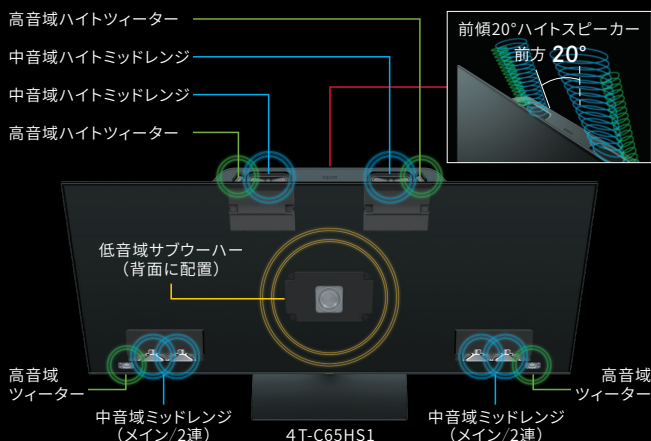 高音域ハイトツィーター
中音域ハイトミッドレンジ
中音域ハイトミッドレンジ
高音域ハイトツィーター
前傾20°ハイトスピーカー
前方 20°
低音域サブウーハー
（背面に配置）
高音域
ツィーター
中音域ミッドレンジ
（メイン/2連）
4T-C65HS1
中音域ミッドレンジ
（メイン/2連）
高音域
ツィーター